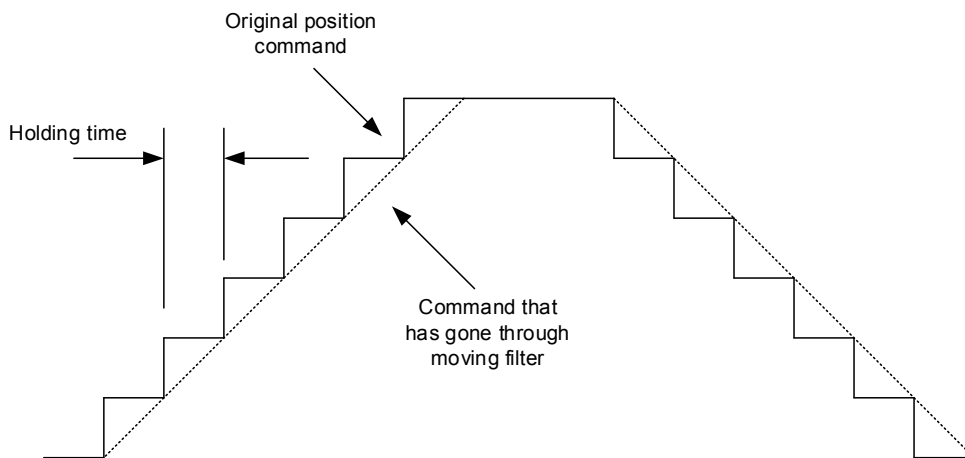 Original position
command
Holding time
Command that
has gone through
moving filter